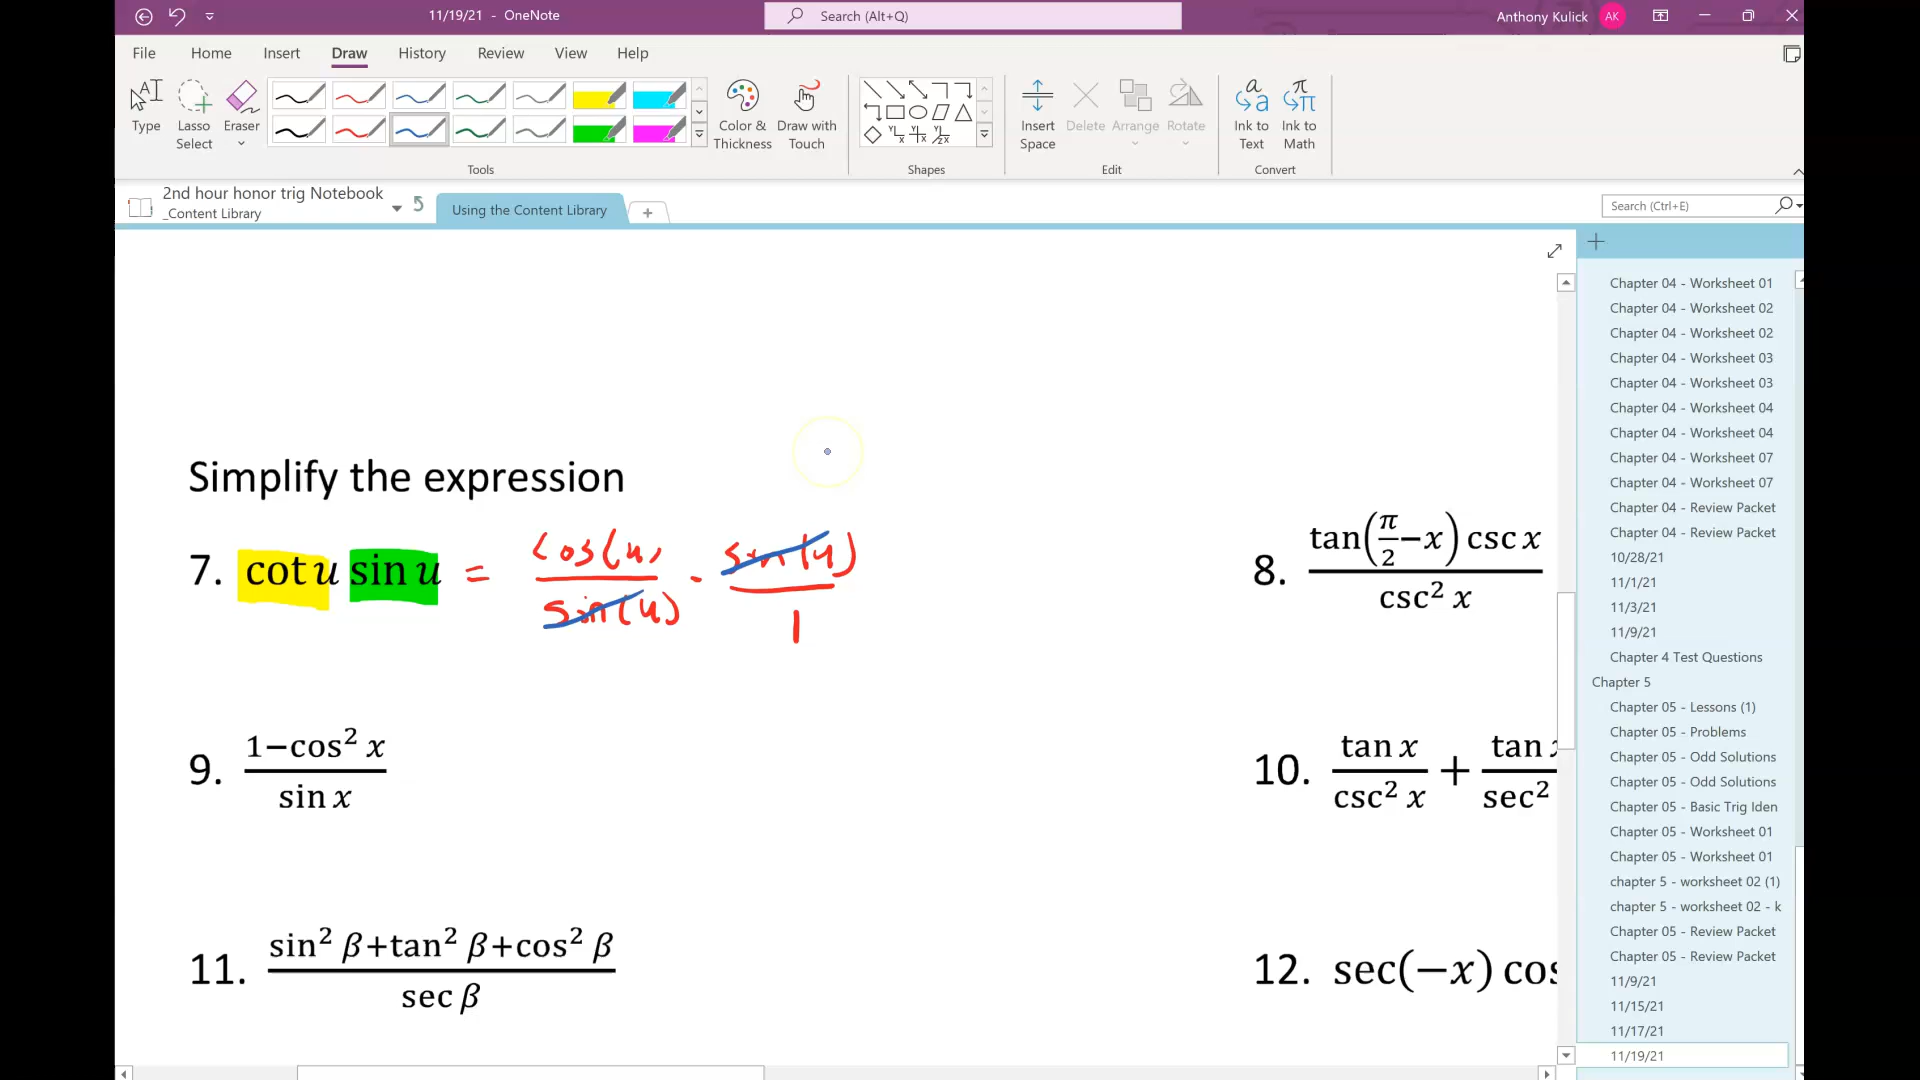 11/19/21 - OneNote
Search (Alt+Q)
Anthony Kulick
AK
File Home Insert Draw History Review View Help
Type
Lasso Select
Eraser
Color & Thickness
Draw with Touch
Insert Space
Delete
Arrange
Rotate
Ink to Text
Ink to Math
Tools
Shapes
Edit
Convert
2nd hour honor trig Notebook
_Content Library
Using the Content Library
Search (Ctrl+E)
Simplify the expression
7. cot u sin u = cos(u) / sin(u) · sin(u) / 1
8. tan(π/2 −x) csc x / csc² x
9. 1−cos² x / sin x
10. tan x / csc² x + tan x / sec²
11. sin² β+tan² β+cos² β / sec β
12. sec(−x) cos
Chapter 04 - Worksheet 01
Chapter 04 - Worksheet 02
Chapter 04 - Worksheet 02
Chapter 04 - Worksheet 03
Chapter 04 - Worksheet 03
Chapter 04 - Worksheet 04
Chapter 04 - Worksheet 04
Chapter 04 - Worksheet 07
Chapter 04 - Worksheet 07
Chapter 04 - Review Packet
Chapter 04 - Review Packet
10/28/21
11/1/21
11/3/21
11/9/21
Chapter 4 Test Questions
Chapter 5
Chapter 05 - Lessons (1)
Chapter 05 - Problems
Chapter 05 - Odd Solutions
Chapter 05 - Odd Solutions
Chapter 05 - Basic Trig Iden
Chapter 05 - Worksheet 01
Chapter 05 - Worksheet 01
chapter 5 - worksheet 02 (1)
chapter 5 - worksheet 02 - k
Chapter 05 - Review Packet
Chapter 05 - Review Packet
11/9/21
11/15/21
11/17/21
11/19/21